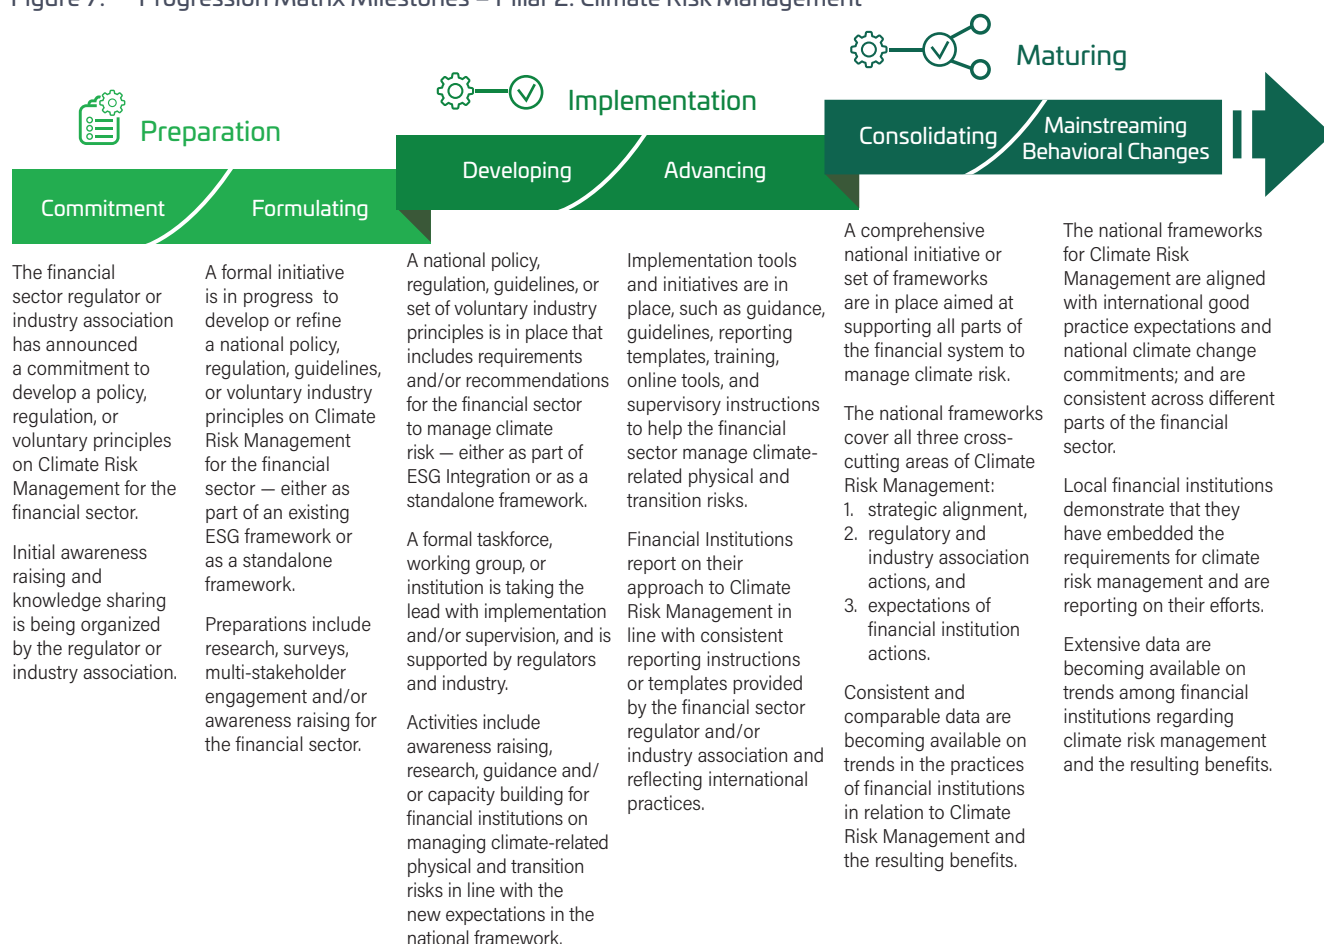 Figure 7. Progression Matrix Milestones – Pillar 2: Climate Risk Management
Preparation
Commitment
Formulating
Implementation
Developing
Advancing
Maturing
Consolidating
Mainstreaming
Behavioral Changes
The financial
sector regulator or
industry association
has announced
a commitment to
develop a policy,
regulation, or
voluntary principles
on Climate Risk
Management for the
financial sector.
Initial awareness
raising and
knowledge sharing
is being organized
by the regulator or
industry association.
A formal initiative
is in progress to
develop or refine
a national policy,
regulation, guidelines,
or voluntary industry
principles on Climate
Risk Management
for the financial
sector — either as
part of an existing
ESG framework or
as a standalone
framework.
Preparations include
research, surveys,
multi-stakeholder
engagement and/or
awareness raising for
the financial sector.
A national policy,
regulation, guidelines, or
set of voluntary industry
principles is in place that
includes requirements
and/or recommendations
for the financial sector
to manage climate
risk — either as part of
ESG Integration or as a
standalone framework.
A formal taskforce,
working group, or
institution is taking the
lead with implementation
and/or supervision, and is
supported by regulators
and industry.
Activities include
awareness raising,
research, guidance and/
or capacity building for
financial institutions on
managing climate-related
physical and transition
risks in line with the
new expectations in the
national framework.
Implementation tools
and initiatives are in
place, such as guidance,
guidelines, reporting
templates, training,
online tools, and
supervisory instructions
to help the financial
sector manage climate-
related physical and
transition risks.
Financial Institutions
report on their
approach to Climate
Risk Management in
line with consistent
reporting instructions
or templates provided
by the financial sector
regulator and/or
industry association and
reflecting international
practices.
A comprehensive
national initiative or
set of frameworks
are in place aimed at
supporting all parts of
the financial system to
manage climate risk.
The national frameworks
cover all three cross-
cutting areas of Climate
Risk Management:
1. strategic alignment,
2. regulatory and
industry association
actions, and
3. expectations of
financial institution
actions.
Consistent and
comparable data are
becoming available on
trends in the practices
of financial institutions
in relation to Climate
Risk Management and
the resulting benefits.
The national frameworks
for Climate Risk
Management are aligned
with international good
practice expectations and
national climate change
commitments; and are
consistent across different
parts of the financial
sector.
Local financial institutions
demonstrate that they
have embedded the
requirements for climate
risk management and are
reporting on their efforts.
Extensive data are
becoming available on
trends among financial
institutions regarding
climate risk management
and the resulting benefits.